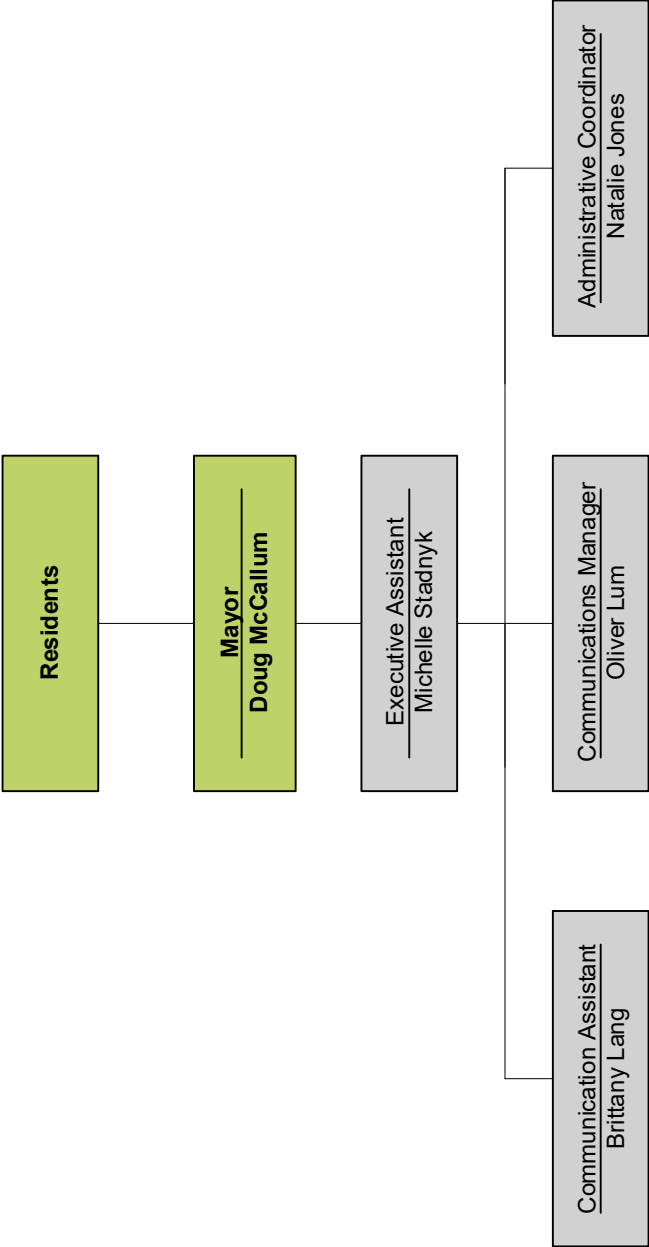 Residents
Mayor
Doug McCallum
Executive Assistant
Michelle Stadnyk
Communication Assistant
Brittany Lang
Communications Manager
Oliver Lum
Administrative Coordinator
Natalie Jones